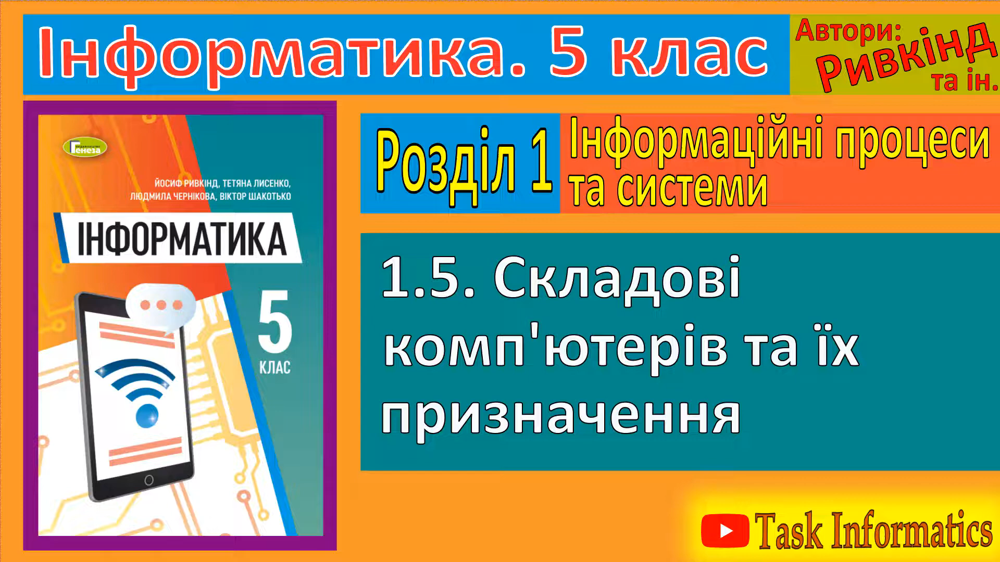 Інформатика. 5 клас
Автори:
Ривкінд
та ін.
Видавництво
Генеза
ЙОСИФ РИВКІНД, ТЕТЯНА ЛИСЕНКО,
ЛЮДМИЛА ЧЕРНІКОВА, ВІКТОР ШАКОТЬКО
ІНФОРМАТИКА
5
КЛАС
Розділ 1
Інформаційні процеси
та системи
1.5. Складові
комп'ютерів та їх
призначення
Task Informatics